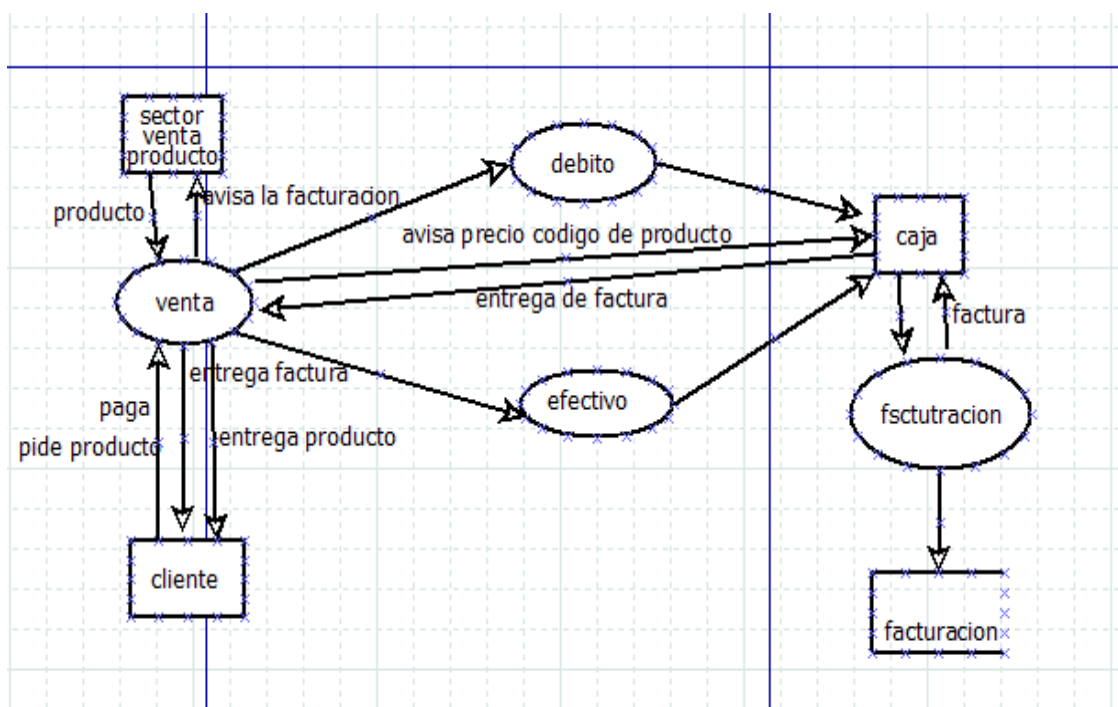 sector
venta
producto
debito
producto
avisa la facturacion
avisa precio codigo de producto
caja
venta
entrega de factura
factura
entrega factura
efectivo
paga
fsctutracion
pide producto
entrega producto
cliente
facturacion